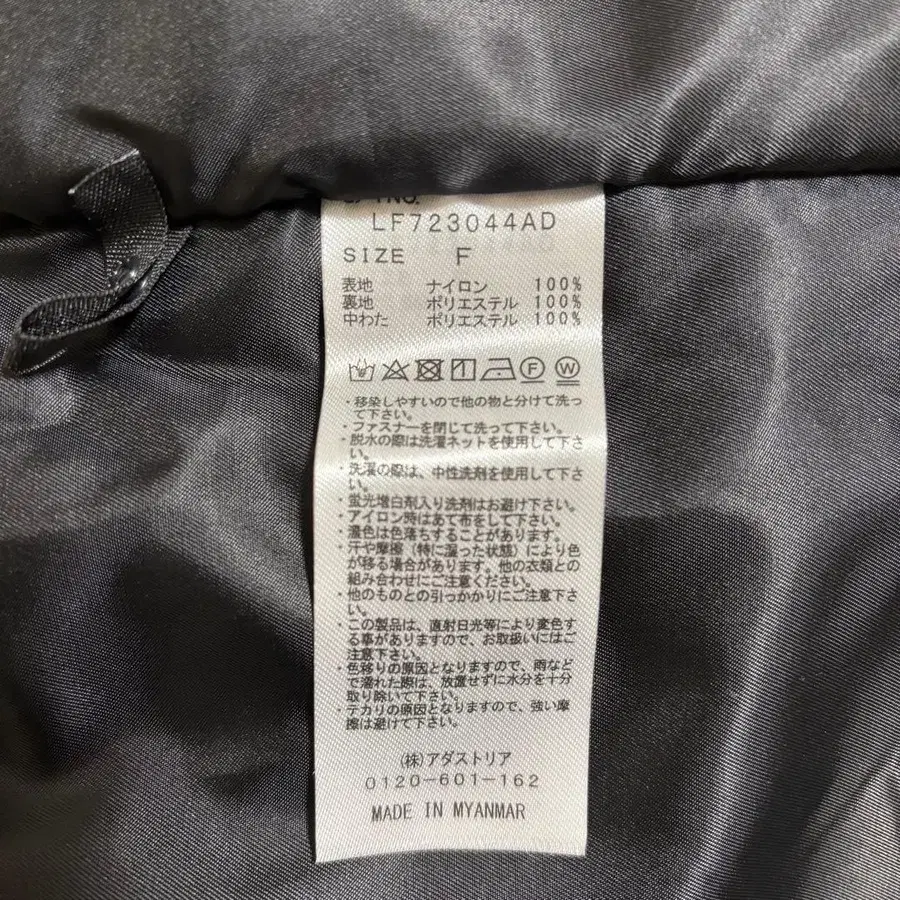 LF723044AD
SIZE F
表地 ナイロン 100%
裏地 ポリエステル 100%
中わた ポリエステル 100%
F W
・移染しやすいので他の物と分けて洗っ
て下さい。
・ファスナーを閉じて洗って下さい。
・脱水の際は洗濯ネットを使用して下さ
い。
・洗濯の際は、中性洗剤を使用して下さ
い。
・蛍光増白剤入り洗剤はお避け下さい。
・アイロン時はあて布をして下さい。
・濃色は色落ちすることがあります。
・汗や摩擦（特に湿った状態）により色
が移る場合があります。他の衣類との
組み合わせにご注意ください。
・他のものとの引っかかりにご注意下さ
い。
・この製品は、直射日光等により変色す
る事がありますので、お取扱いにはご
注意下さい。
・色移りの原因となりますので、雨など
で濡れた際は、放置せずに水分を十分
取り除いて下さい。
・テカリの原因となりますので、強い摩
擦は避けて下さい。
（株）アダストリア
0120-601-162
MADE IN MYANMAR